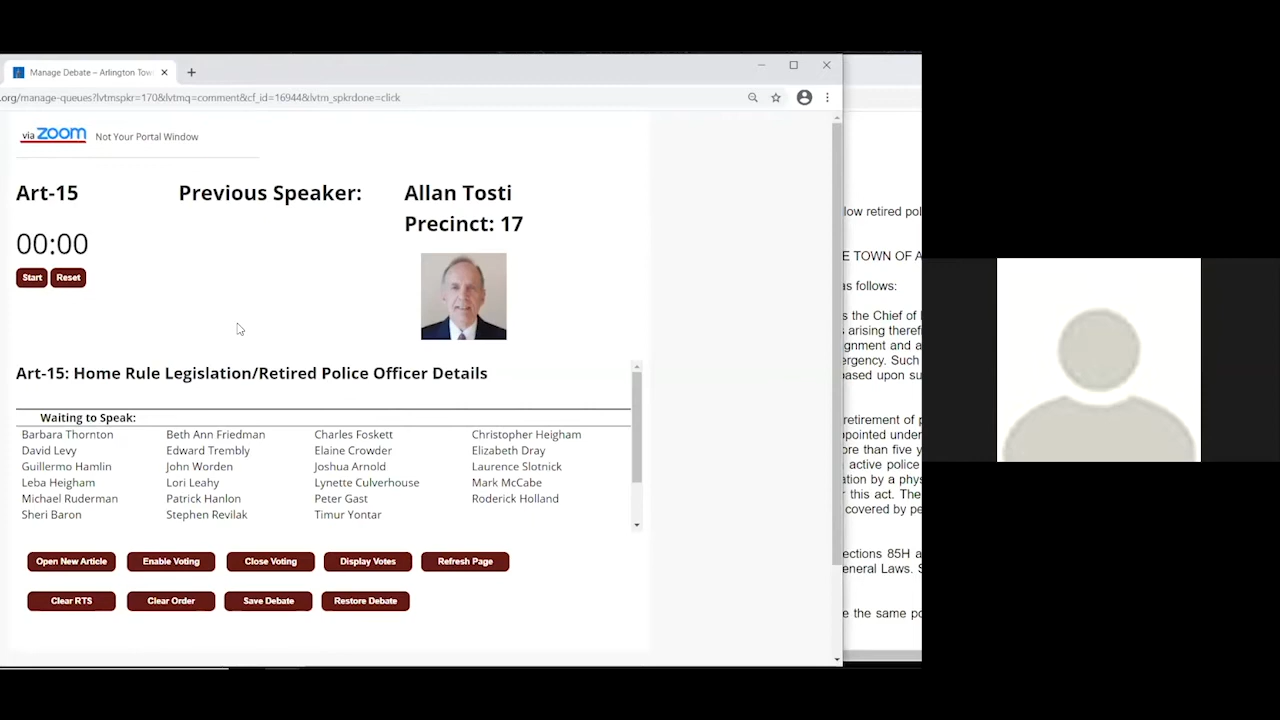 Manage Debate – Arlington Tow
.org/manage-queues?lvtmspkr=170&lvtmq=comment&cf_id=16944&lvtm_spkrdone=click
via zoom Not Your Portal Window
Art-15 Previous Speaker: Allan Tosti
Precinct: 17
00:00
Start Reset
Art-15: Home Rule Legislation/Retired Police Officer Details
Waiting to Speak:
Barbara Thornton Beth Ann Friedman Charles Foskett Christopher Heigham
David Levy Edward Trembly Elaine Crowder Elizabeth Dray
Guillermo Hamlin John Worden Joshua Arnold Laurence Slotnick
Leba Heigham Lori Leahy Lynette Culverhouse Mark McCabe
Michael Ruderman Patrick Hanlon Peter Gast Roderick Holland
Sheri Baron Stephen Revilak Timur Yontar
Open New Article Enable Voting Close Voting Display Votes Refresh Page
Clear RTS Clear Order Save Debate Restore Debate
low retired pol
E TOWN OF A
as follows:
s the Chief of
arising theref
gnment and a
ergency. Such
ased upon su
retirement of p
ppointed under
ore than five y
active police
ation by a phys
r this act. The
covered by pe
ections 85H a
eneral Laws. S
e the same po